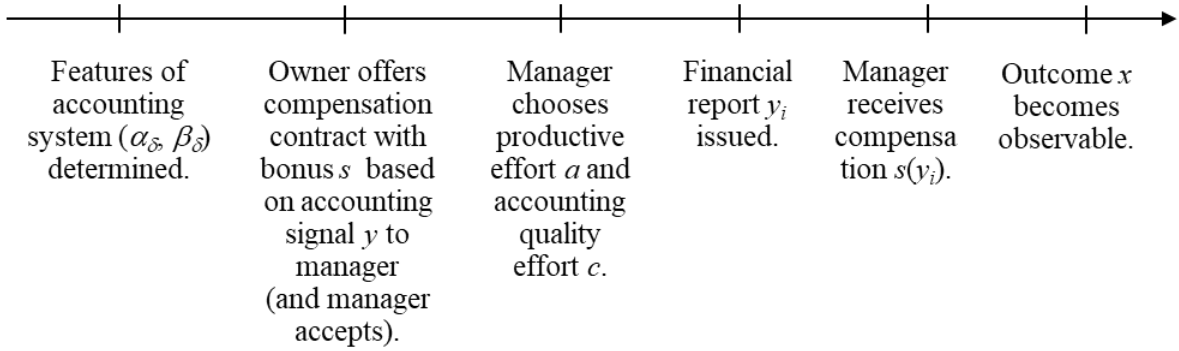 Features of
accounting
system (αδ, βδ)
determined.
Owner offers
compensation
contract with
bonus s based
on accounting
signal y to
manager
(and manager
accepts).
Manager
chooses
productive
effort a and
accounting
quality
effort c.
Financial
report yi
issued.
Manager
receives
compensa
tion s(yi).
Outcome x
becomes
observable.